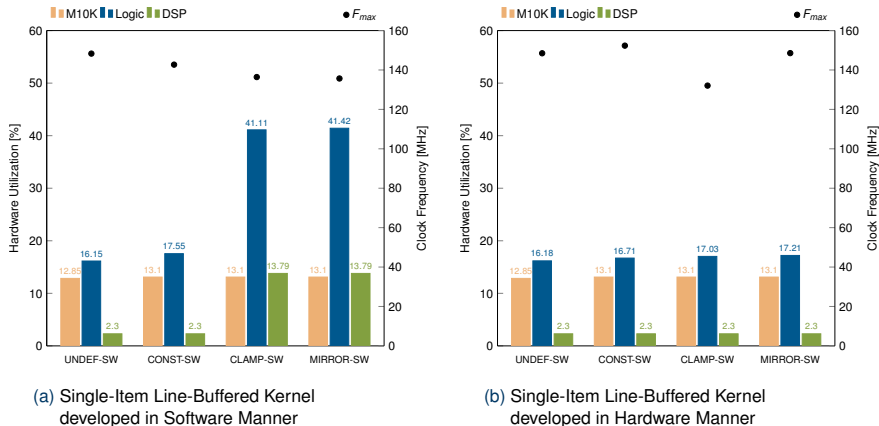 M10K Logic DSP F_max
Hardware Utilization [%]
60
50
40
30
20
10
0
12.85 16.15 2.3
13.1 17.55 2.3
13.1 41.11 13.79
13.1 41.42 13.79
160
140
120
100
80
60
40
20
0
Clock Frequency [MHz]
UNDEF-SW CONST-SW CLAMP-SW MIRROR-SW
(a) Single-Item Line-Buffered Kernel
developed in Software Manner
M10K Logic DSP F_max
Hardware Utilization [%]
60
50
40
30
20
10
0
12.85 16.18 2.3
13.1 16.71 2.3
13.1 17.03 2.3
13.1 17.21 2.3
160
140
120
100
80
60
40
20
0
Clock Frequency [MHz]
UNDEF-SW CONST-SW CLAMP-SW MIRROR-SW
(b) Single-Item Line-Buffered Kernel
developed in Hardware Manner